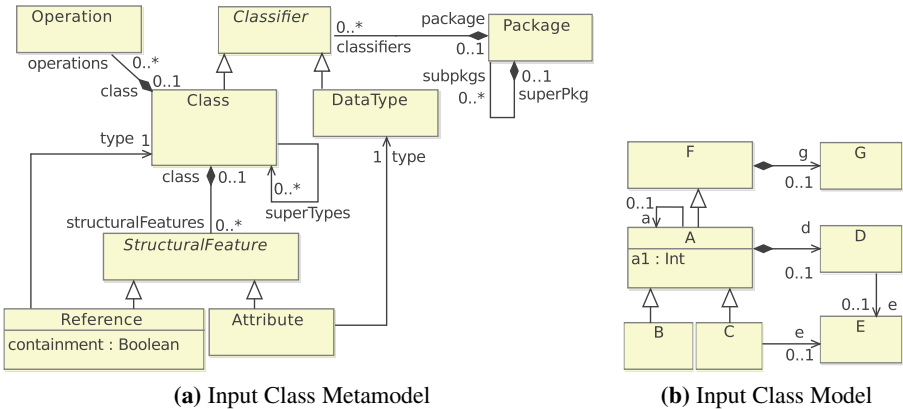 Operation
Classifier
Package
package
0..*
classifiers
0..1
operations
0..*
class
0..1
subpkgs
0..*
0..1
superPkg
Class
DataType
type 1
1 type
class
0..1
0..*
superTypes
structuralFeatures
0..*
StructuralFeature
Reference
containment : Boolean
Attribute
(a) Input Class Metamodel
F
g
0..1
G
0..1
a
A
a1 : Int
d
0..1
D
0..1
e
B
C
e
0..1
E
(b) Input Class Model